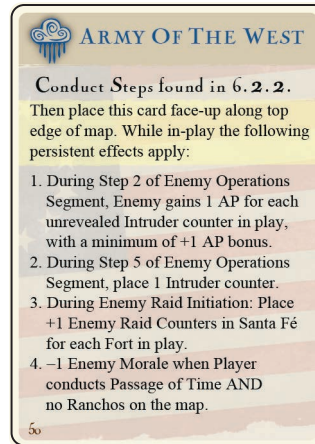 ARMY OF THE WEST
Conduct Steps found in 6.2.2.
Then place this card face-up along top
edge of map. While in-play the following
persistent effects apply:
1. During Step 2 of Enemy Operations
Segment, Enemy gains 1 AP for each
unrevealed Intruder counter in play,
with a minimum of +1 AP bonus.
2. During Step 5 of Enemy Operations
Segment, place 1 Intruder counter.
3. During Enemy Raid Initiation: Place
+1 Enemy Raid Counters in Santa Fé
for each Fort in play.
4. –1 Enemy Morale when Player
conducts Passage of Time AND
no Ranchos on the map.
50